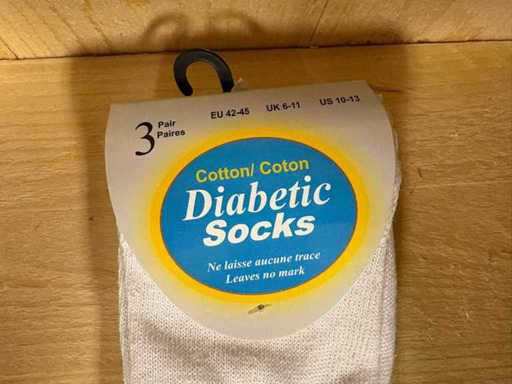 3 Pair
Paires
EU 42-45 UK 6-11 US 10-13
Cotton/ Coton
Diabetic
Socks
Ne laisse aucune trace
Leaves no mark